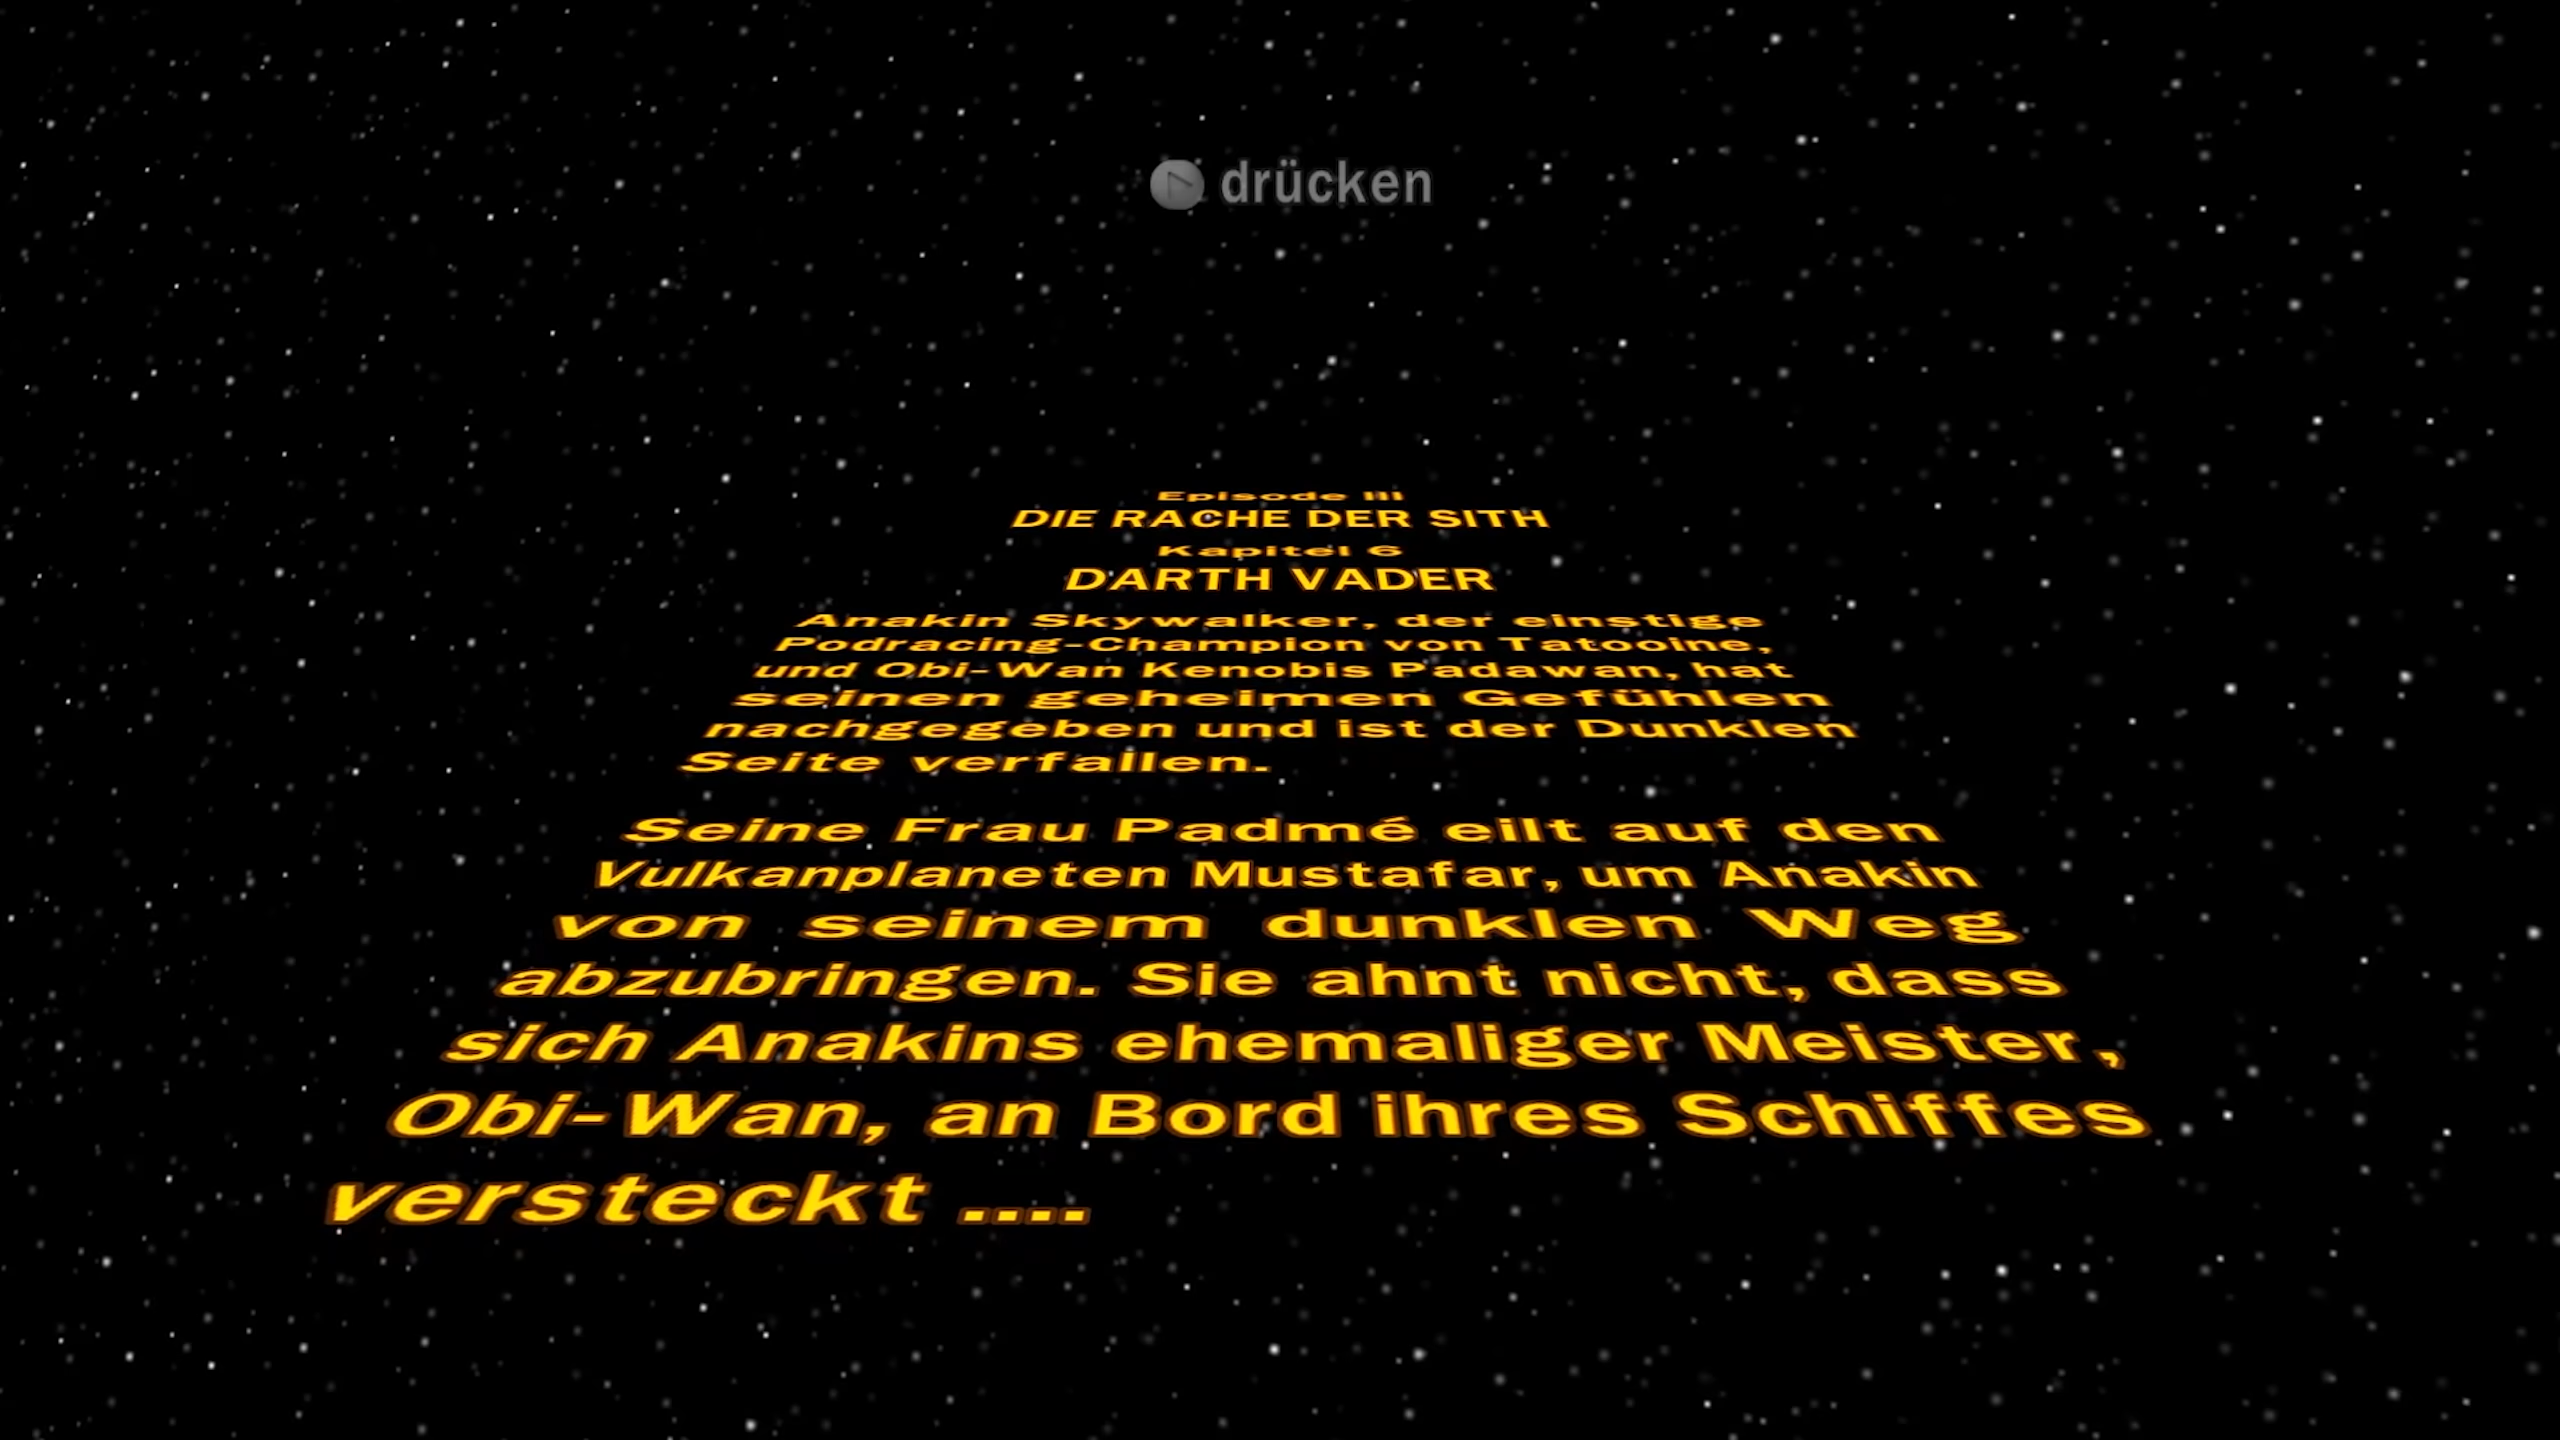 drücken
Episode III
DIE RACHE DER SITH
Kapitel 6
DARTH VADER
Anakin Skywalker, der einstige
Podracing-Champion von Tatooine,
und Obi-Wan Kenobis Padawan, hat
seinen geheimen Gefühlen
nachgegeben und ist der Dunklen
Seite verfallen.
Seine Frau Padmé eilt auf den
Vulkanplaneten Mustafar, um Anakin
von seinem dunklen Weg
abzubringen. Sie ahnt nicht, dass
sich Anakins ehemaliger Meister,
Obi-Wan, an Bord ihres Schiffes
versteckt ....